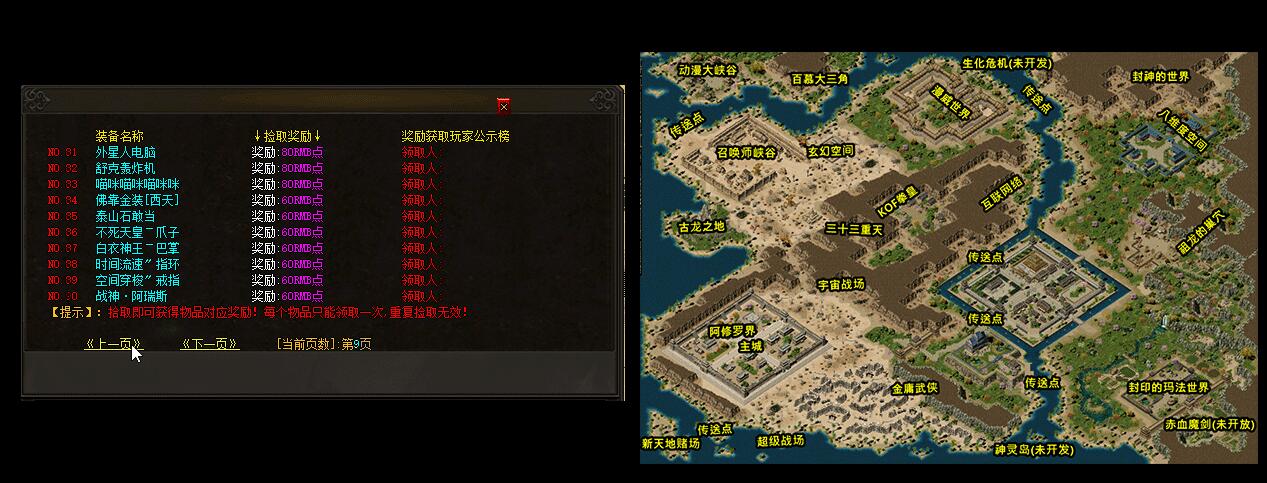 装备名称 ↓捡取奖励↓ 奖励获取玩家公示榜
NO.81 外星人电脑 奖励:80RMB点 领取人:
NO.82 舒克轰炸机 奖励:80RMB点 领取人:
NO.83 喵咪喵咪喵咪咪 奖励:80RMB点 领取人:
NO.84 佛靠金装[西天] 奖励:60RMB点 领取人:
NO.85 泰山石敢当 奖励:60RMB点 领取人:
NO.86 不死天皇ˉ爪子 奖励:60RMB点 领取人:
NO.87 白衣神王ˉ巴掌 奖励:60RMB点 领取人:
NO.88 时间流速〃指环 奖励:60RMB点 领取人:
NO.89 空间穿梭〃戒指 奖励:60RMB点 领取人:
NO.90 战神·阿瑞斯 奖励:60RMB点 领取人:
【提示】: 拾取即可获得物品对应奖励! 每个物品只能领取一次,重复捡取无效!
《上一页》 《下一页》 [当前页数]:第9页
生化危机(未开发)
动漫大峡谷
百慕大三角
封神的世界
漫威世界
传送点
传送点
八维度空间
召唤师峡谷
玄幻空间
KOF拳皇
互联网络
古龙之地
三十三重天
祖龙的巢穴
传送点
宇宙战场
传送点
阿修罗界
主城
金庸武侠
传送点
封印的玛法世界
赤血魔剑(未开放)
传送点
新天地赌场
超级战场
神灵岛(未开发)